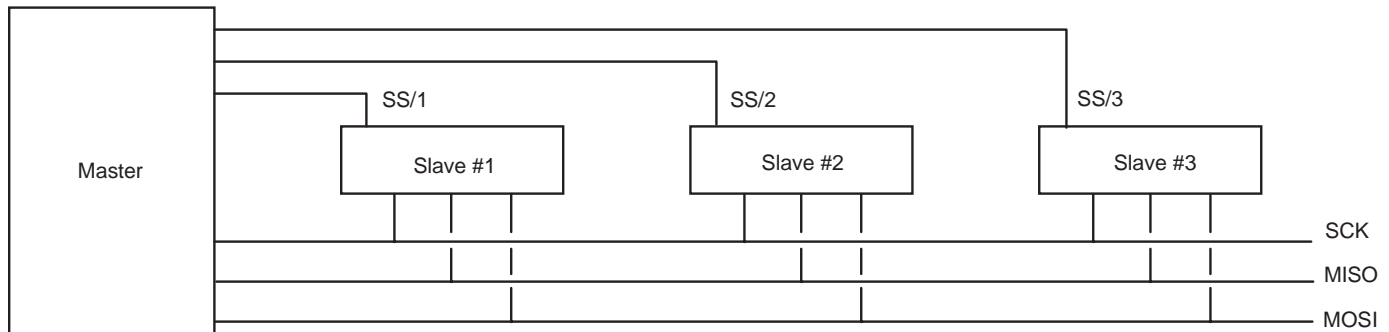 SS/1
SS/2
SS/3
Master
Slave #1
Slave #2
Slave #3
SCK
MISO
MOSI